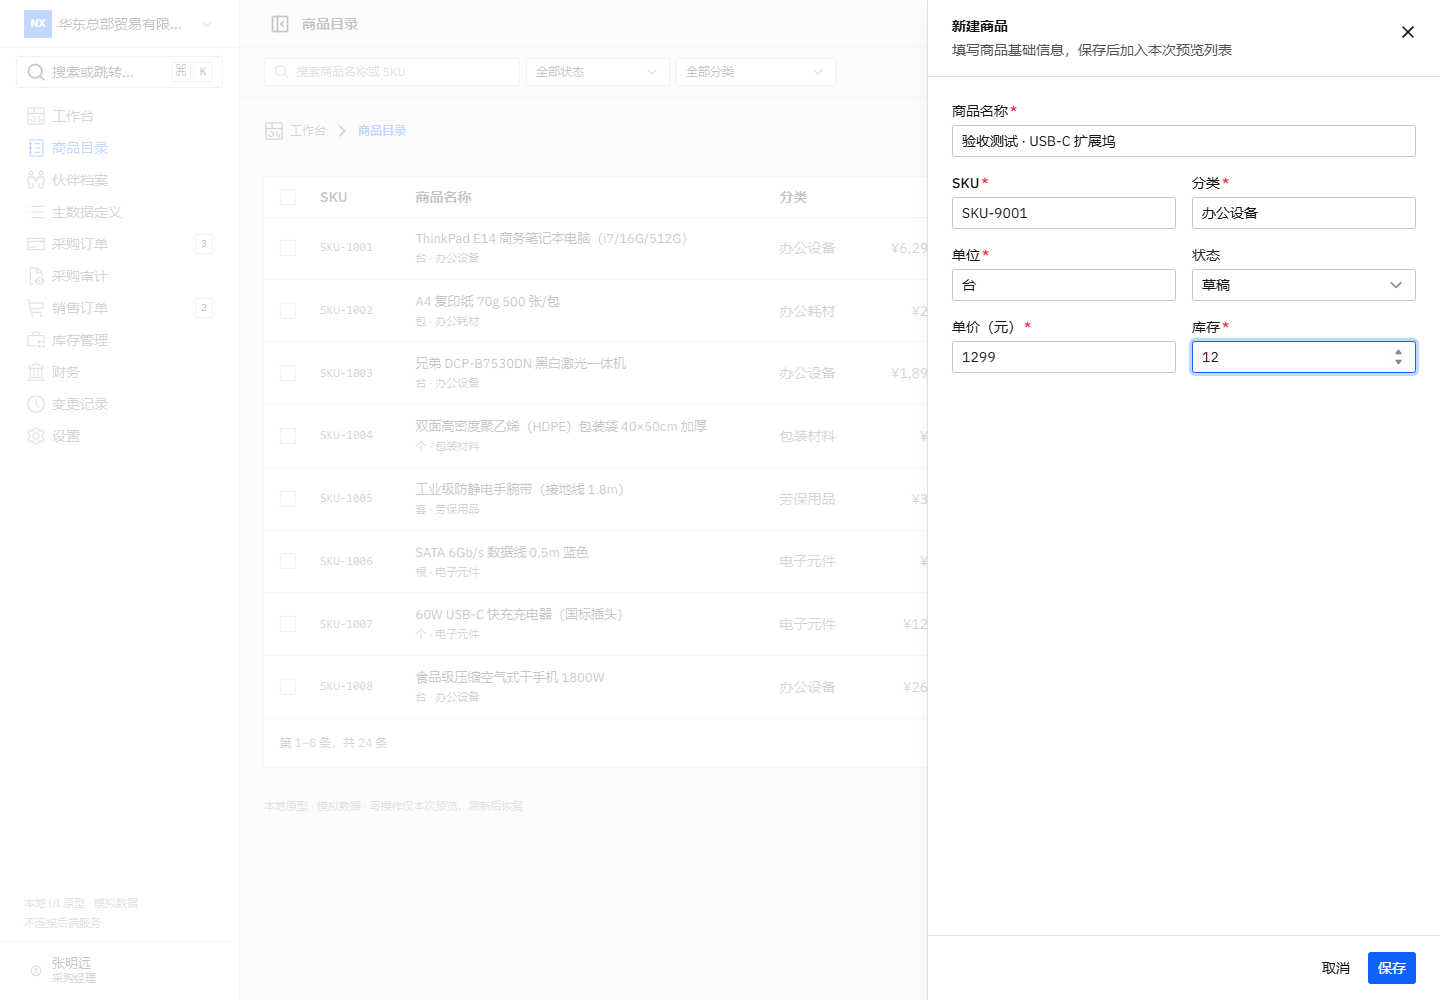 NX 华东总部贸易有限...
搜索或跳转... ⌘ K
工作台
商品目录
伙伴档案
主数据定义
采购订单 3
采购审计
销售订单 2
库存管理
财务
变更记录
设置
本地 UI 原型 · 模拟数据
不连接后端服务
张明远
采购经理
商品目录
搜索商品名称或 SKU 全部状态 全部分类
工作台 商品目录
SKU 商品名称 分类
SKU-1001 ThinkPad E14 商务笔记本电脑（i7/16G/512G） 办公设备 ¥6,29
台 · 办公设备
SKU-1002 A4 复印纸 70g 500 张/包 办公耗材 ¥2
包 · 办公耗材
SKU-1003 兄弟 DCP-B7530DN 黑白激光一体机 办公设备 ¥1,89
台 · 办公设备
SKU-1004 双面高密度聚乙烯（HDPE）包装袋 40×50cm 加厚 包装材料 ¥
个 · 包装材料
SKU-1005 工业级防静电手腕带（接地线 1.8m） 劳保用品 ¥3
套 · 劳保用品
SKU-1006 SATA 6Gb/s 数据线 0.5m 蓝色 电子元件 ¥
根 · 电子元件
SKU-1007 60W USB-C 快充充电器（国标插头） 电子元件 ¥12
个 · 电子元件
SKU-1008 食品级压缩空气式干手机 1800W 办公设备 ¥26
台 · 办公设备
第 1–8 条，共 24 条
本地原型 · 模拟数据 · 写操作仅本次预览，刷新后恢复
新建商品
填写商品基础信息，保存后加入本次预览列表
商品名称*
验收测试 · USB-C 扩展坞
SKU* 分类*
SKU-9001 办公设备
单位* 状态
台 草稿
单价（元）* 库存*
1299 12
取消 保存